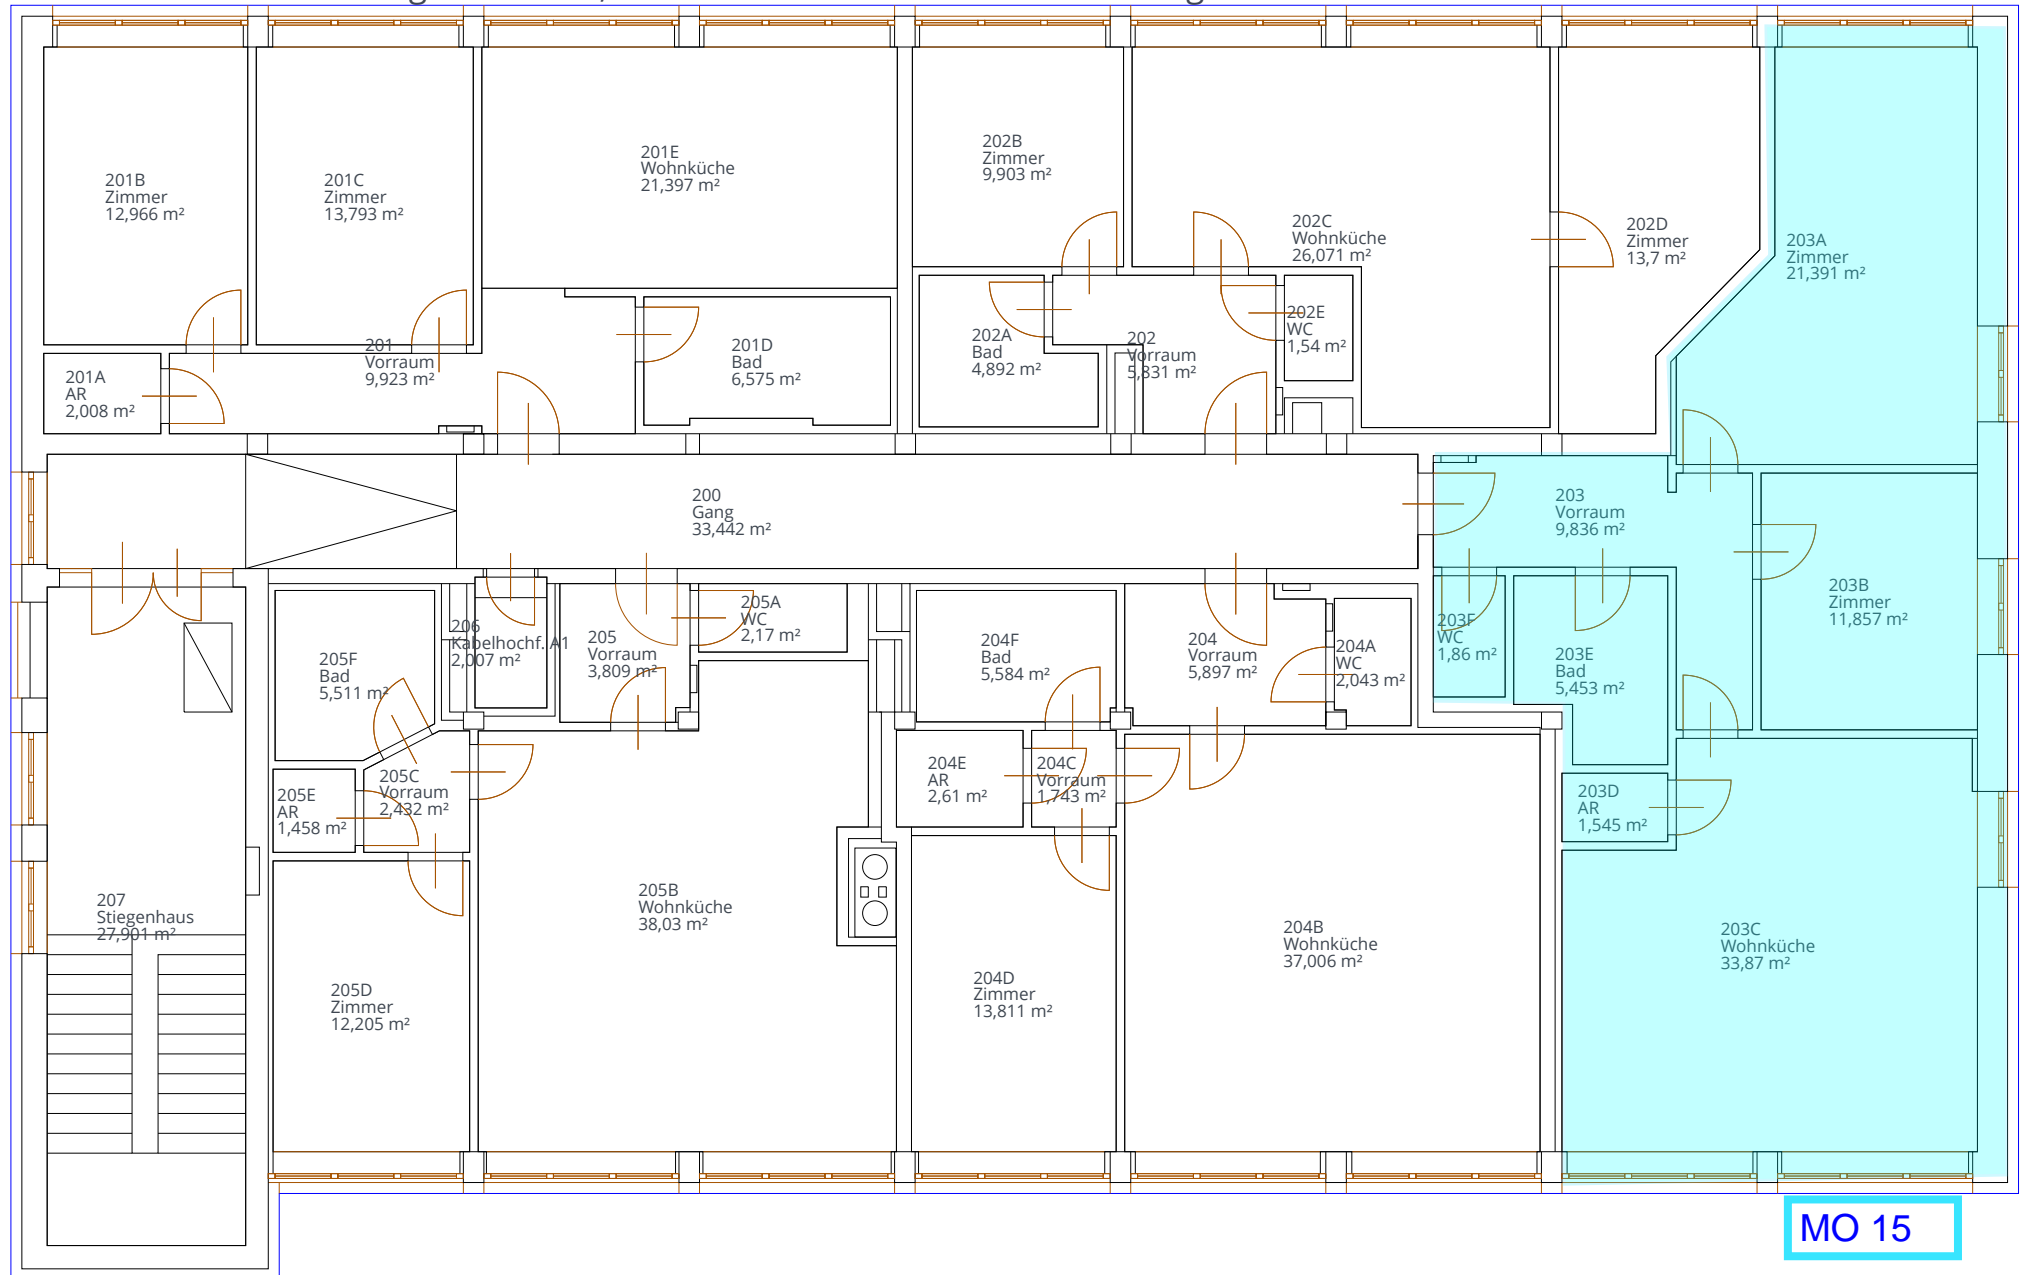 201B
Zimmer
12,966 m²
201C
Zimmer
13,793 m²
201E
Wohnküche
21,397 m²
202B
Zimmer
9,903 m²
202C
Wohnküche
26,071 m²
202D
Zimmer
13,7 m²
203A
Zimmer
21,391 m²
201A
AR
2,008 m²
201
Vorraum
9,923 m²
201D
Bad
6,575 m²
202A
Bad
4,892 m²
202
Vorraum
5,831 m²
202E
WC
1,54 m²
200
Gang
33,442 m²
203
Vorraum
9,836 m²
203B
Zimmer
11,857 m²
205F
Bad
5,511 m²
206
Kabelhochf. A1
2,007 m²
205
Vorraum
3,809 m²
205A
WC
2,17 m²
204F
Bad
5,584 m²
204
Vorraum
5,897 m²
204A
WC
2,043 m²
203F
WC
1,86 m²
203E
Bad
5,453 m²
205E
AR
1,458 m²
205C
Vorraum
2,432 m²
204E
AR
2,61 m²
204C
Vorraum
1,743 m²
203D
AR
1,545 m²
207
Stiegenhaus
27,901 m²
205D
Zimmer
12,205 m²
205B
Wohnküche
38,03 m²
204D
Zimmer
13,811 m²
204B
Wohnküche
37,006 m²
203C
Wohnküche
33,87 m²
MO 15